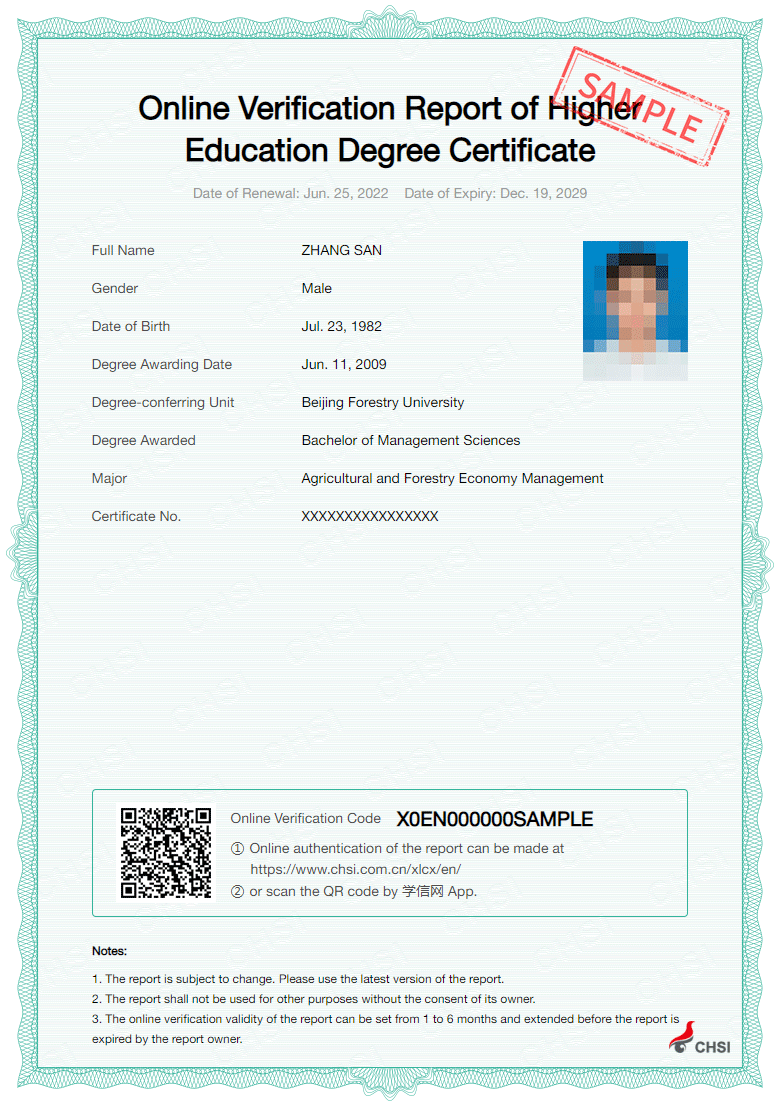 Online Verification Report of Higher
SAMPLE
Education Degree Certificate
Date of Renewal: Jun. 25, 2022 Date of Expiry: Dec. 19, 2029
Full Name ZHANG SAN
Gender Male
Date of Birth Jul. 23, 1982
Degree Awarding Date Jun. 11, 2009
Degree-conferring Unit Beijing Forestry University
Degree Awarded Bachelor of Management Sciences
Major Agricultural and Forestry Economy Management
Certificate No. XXXXXXXXXXXXXXXX
Online Verification Code X0EN000000SAMPLE
① Online authentication of the report can be made at
https://www.chsi.com.cn/xlcx/en/
② or scan the QR code by 学信网 App.
Notes:
1. The report is subject to change. Please use the latest version of the report.
2. The report shall not be used for other purposes without the consent of its owner.
3. The online verification validity of the report can be set from 1 to 6 months and extended before the report is
expired by the report owner.
CHSI